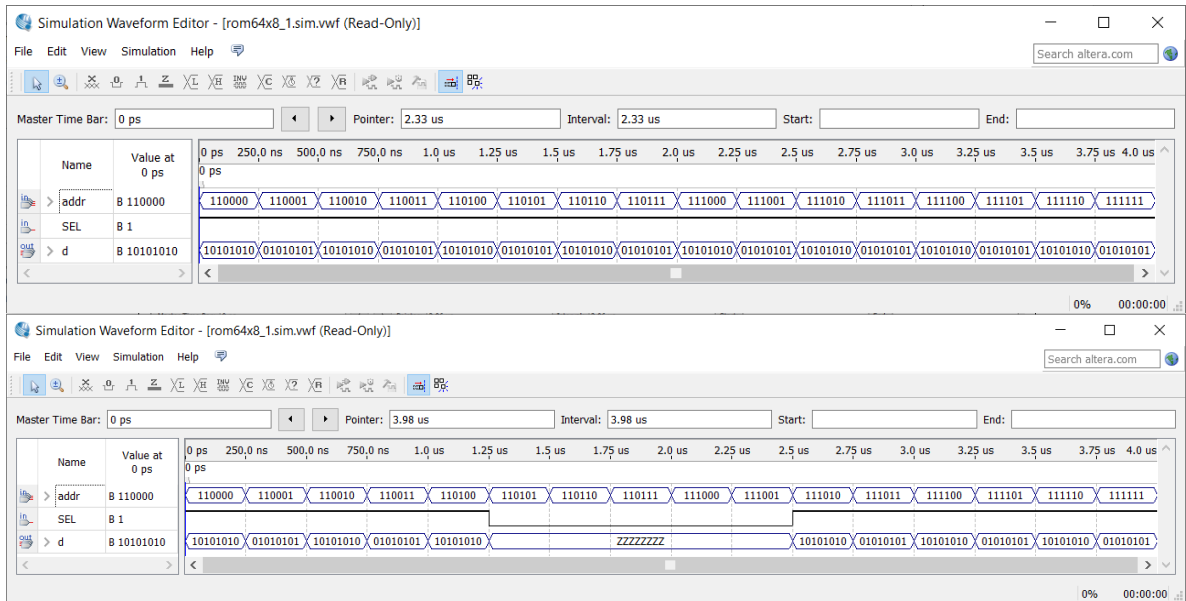 Simulation Waveform Editor - [rom64x8_1.sim.vwf (Read-Only)]
File Edit View Simulation Help
Search altera.com
Master Time Bar: 0 ps Pointer: 2.33 us Interval: 2.33 us Start: End:
Name Value at 0 ps
0 ps 250.0 ns 500.0 ns 750.0 ns 1.0 us 1.25 us 1.5 us 1.75 us 2.0 us 2.25 us 2.5 us 2.75 us 3.0 us 3.25 us 3.5 us 3.75 us 4.0 us
0 ps
addr B 110000 110000 110001 110010 110011 110100 110101 110110 110111 111000 111001 111010 111011 111100 111101 111110 111111
SEL B 1
d B 10101010 10101010 01010101 10101010 01010101 10101010 01010101 10101010 01010101 10101010 01010101 10101010 01010101 10101010 01010101 10101010 01010101
0% 00:00:00
Simulation Waveform Editor - [rom64x8_1.sim.vwf (Read-Only)]
File Edit View Simulation Help
Search altera.com
Master Time Bar: 0 ps Pointer: 3.98 us Interval: 3.98 us Start: End:
Name Value at 0 ps
0 ps 250.0 ns 500.0 ns 750.0 ns 1.0 us 1.25 us 1.5 us 1.75 us 2.0 us 2.25 us 2.5 us 2.75 us 3.0 us 3.25 us 3.5 us 3.75 us 4.0 us
0 ps
addr B 110000 110000 110001 110010 110011 110100 110101 110110 110111 111000 111001 111010 111011 111100 111101 111110 111111
SEL B 1
d B 10101010 10101010 01010101 10101010 01010101 10101010 ZZZZZZZZ 10101010 01010101 10101010 01010101 10101010 01010101
0% 00:00:00